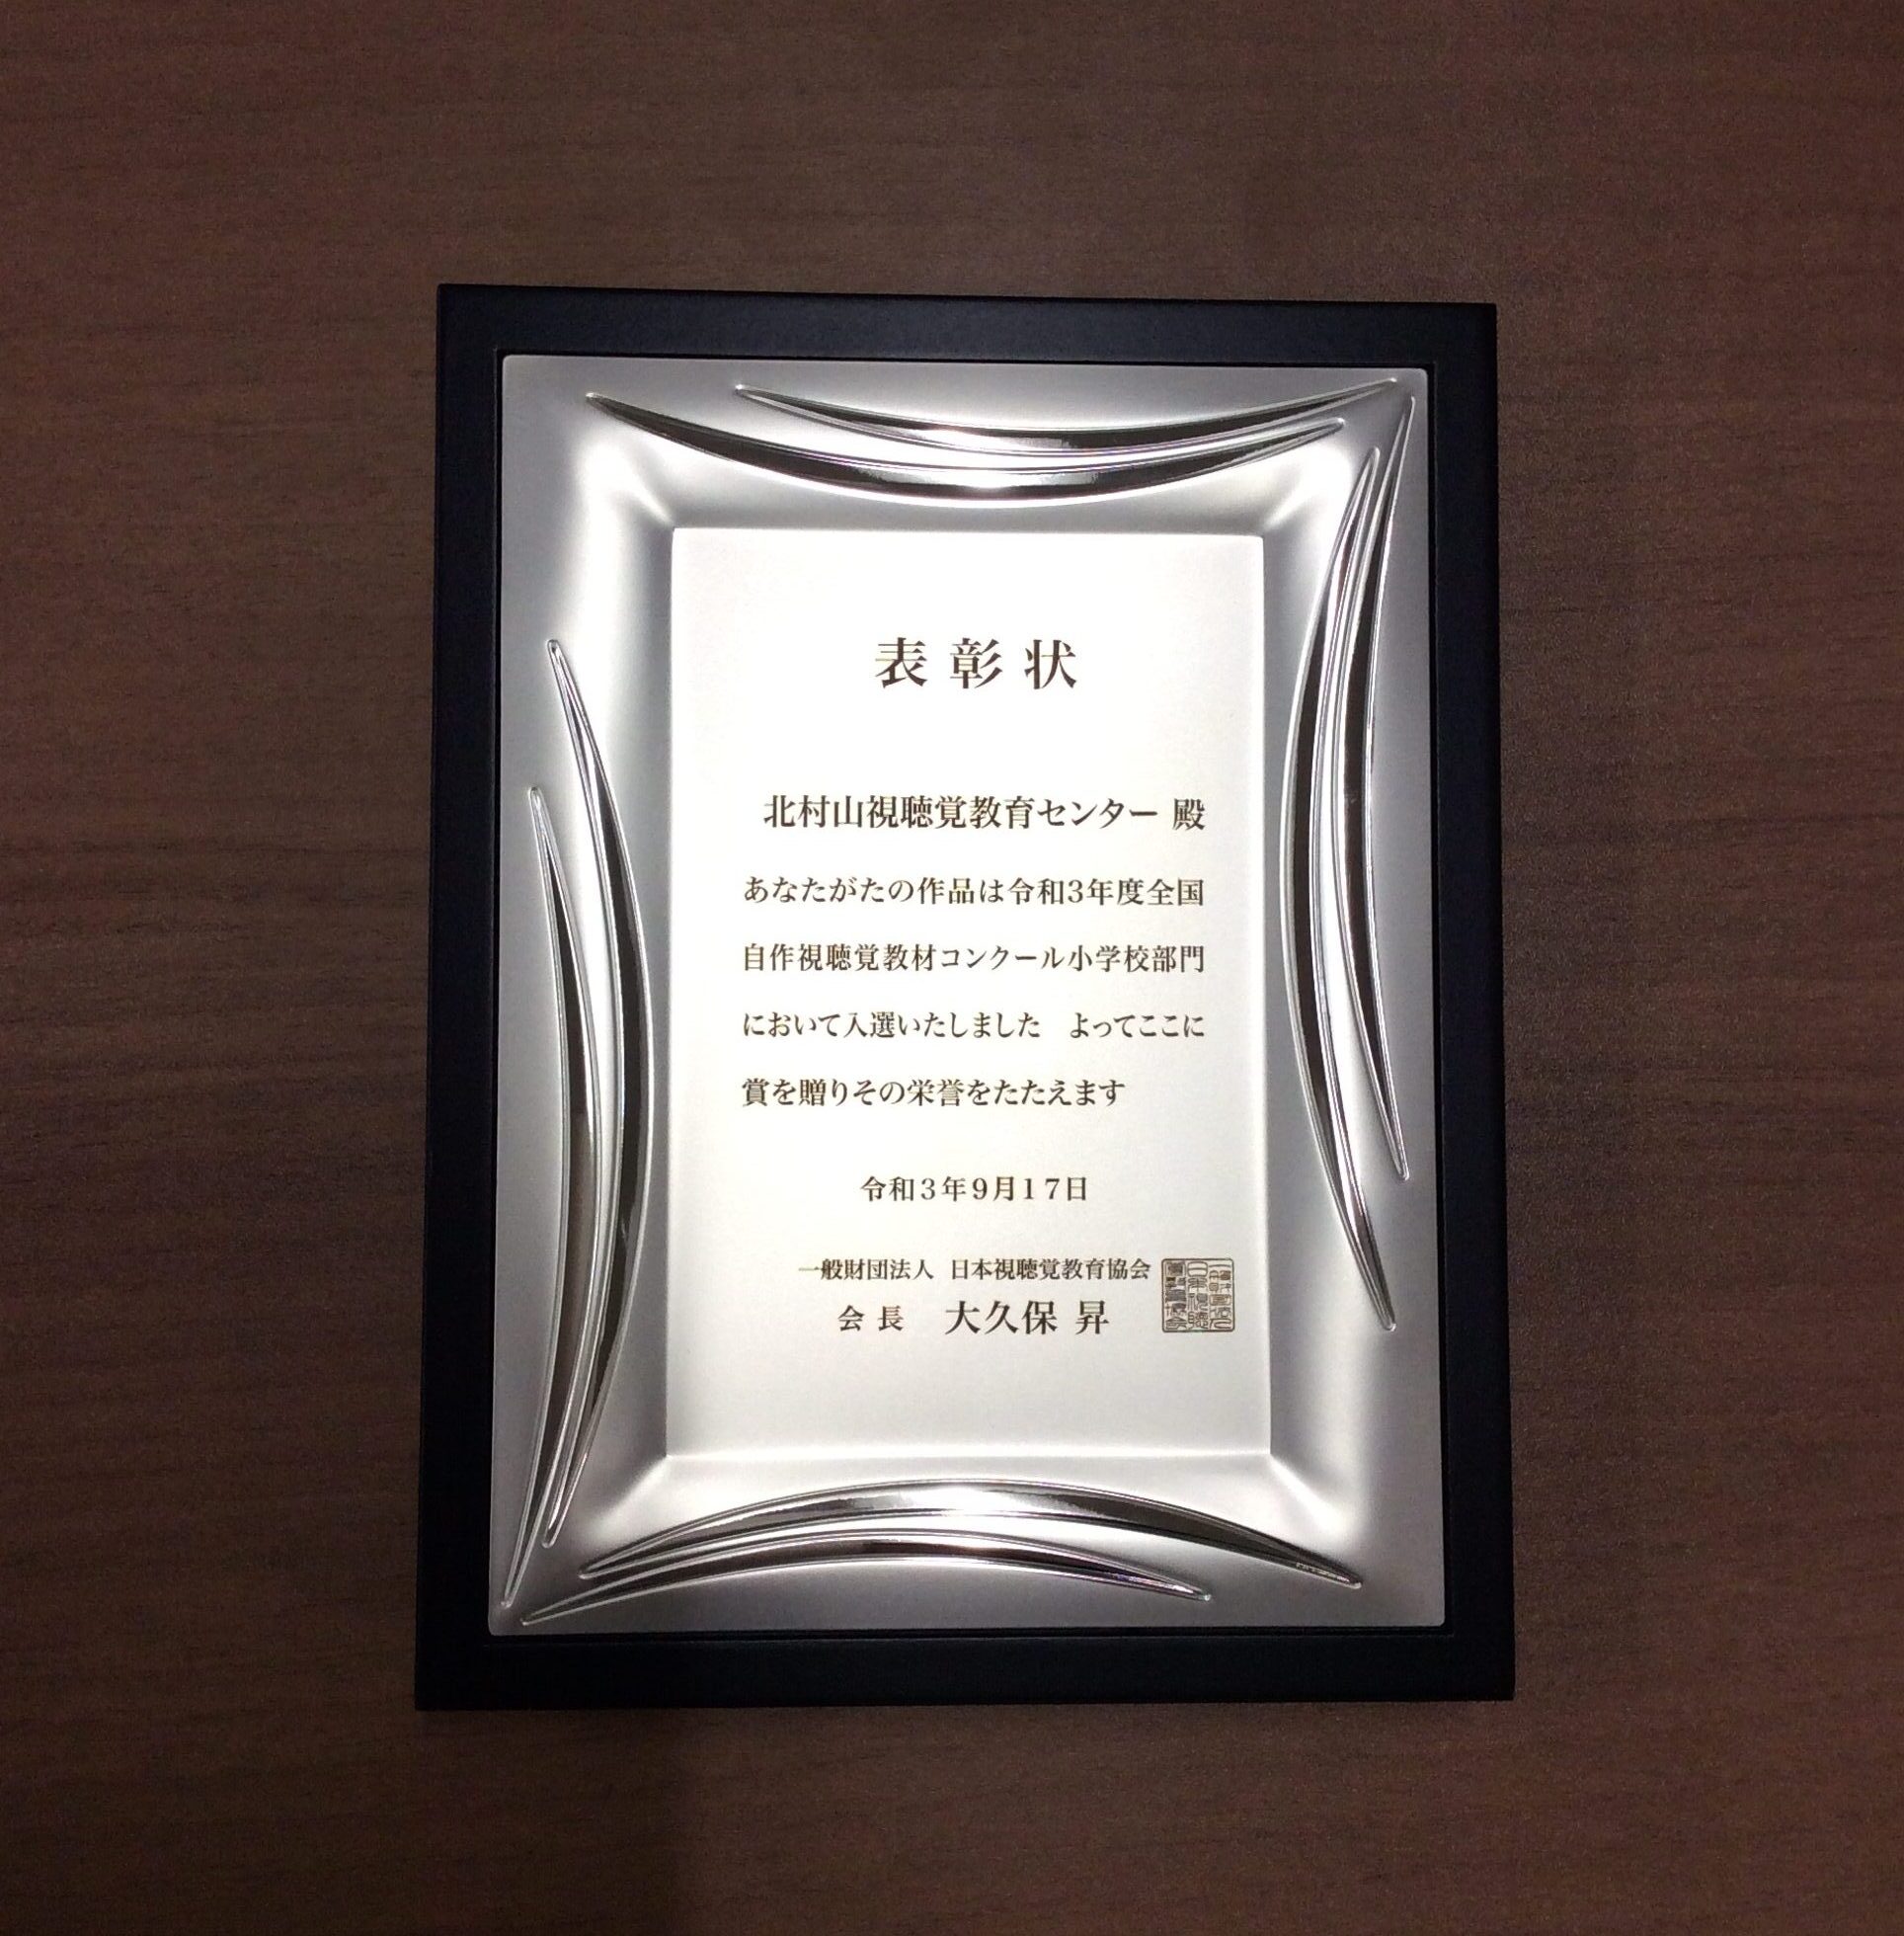 表彰状
北村山視聴覚教育センター 殿
あなたがたの作品は令和3年度全国
自作視聴覚教材コンクール小学校部門
において入選いたしました　よってここに
賞を贈りその栄誉をたたえます
令和3年9月17日
一般財団法人 日本視聴覚教育協会
会長　大久保 昇